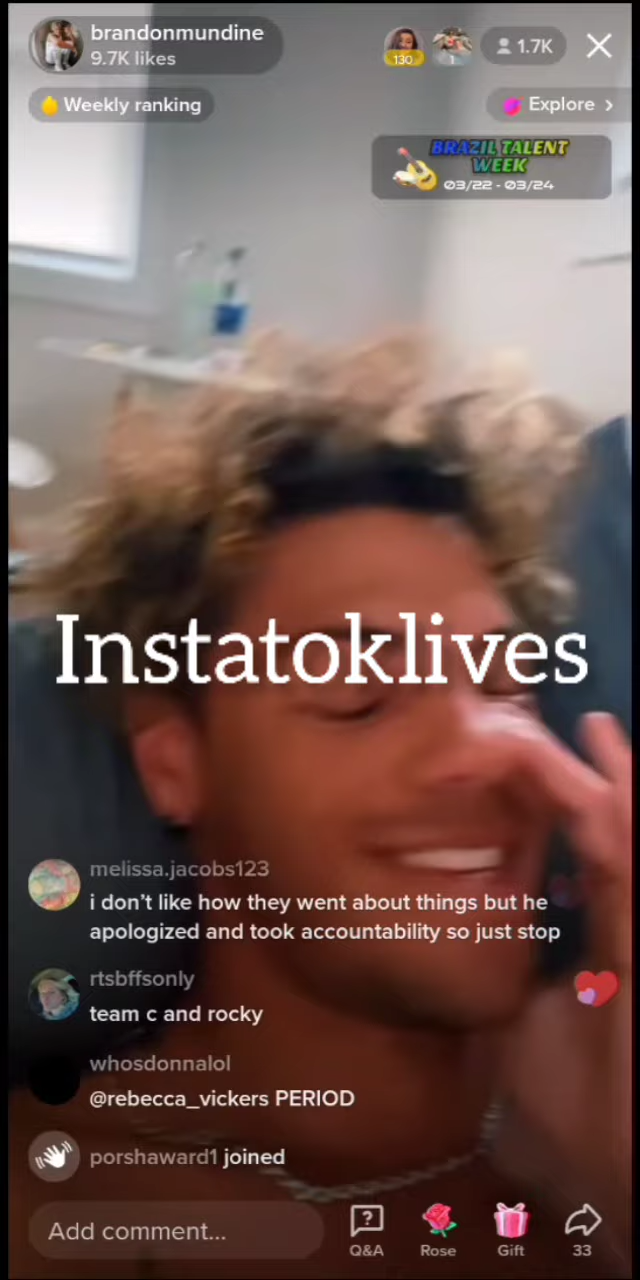 brandonmundine
9.7K likes
130
1
1.7K
Weekly ranking
Explore >
BRAZIL TALENT
WEEK
03/22 - 03/24
Instatoklives
melissa.jacobs123
i don’t like how they went about things but he
apologized and took accountability so just stop
rtsbffsonly
team c and rocky
whosdonnalol
@rebecca_vickers PERIOD
porshaward1 joined
Add comment...
Q&A
Rose
Gift
33